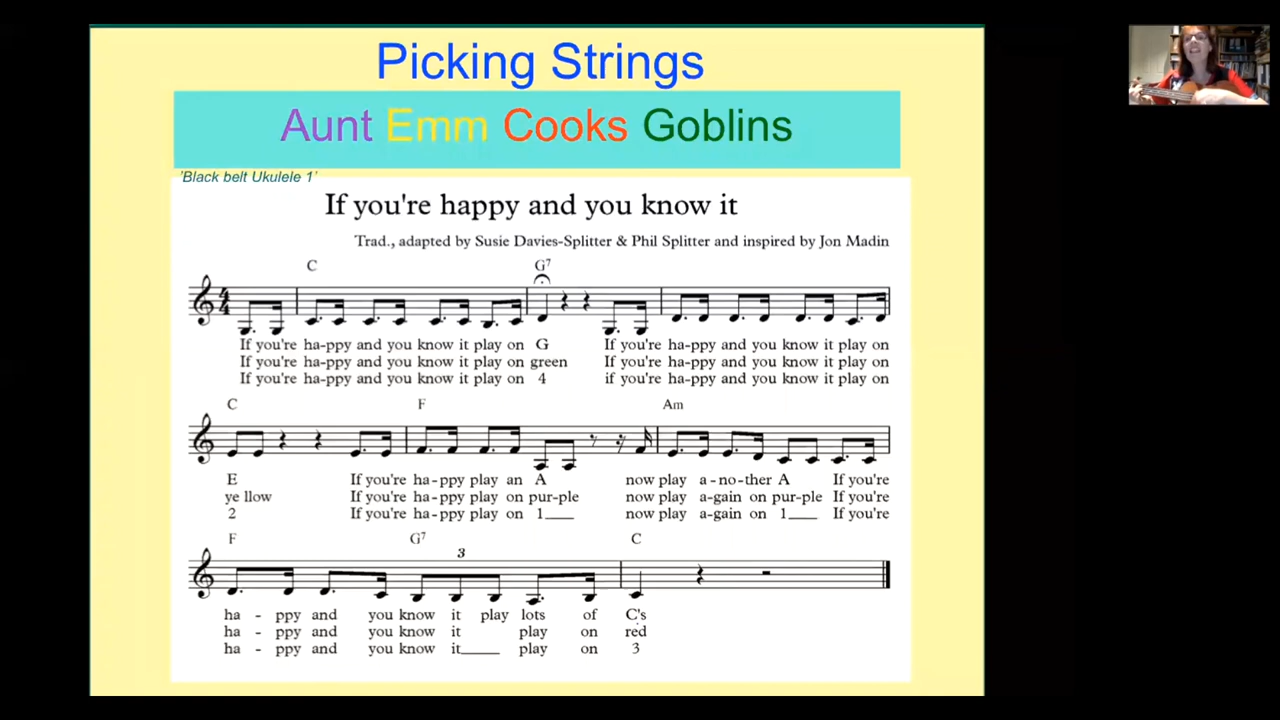 Picking Strings
Aunt Emm Cooks Goblins
'Black belt Ukulele 1'
If you're happy and you know it
Trad., adapted by Susie Davies-Splitter & Phil Splitter and inspired by Jon Madin
C G7
4 4
If you're ha-ppy and you know it play on G If you're ha-ppy and you know it play on
If you're ha-ppy and you know it play on green If you're ha-ppy and you know it play on
If you're ha-ppy and you know it play on 4 if you're ha-ppy and you know it play on
C F Am
E If you're ha-ppy play an A now play a-no-ther A If you're
ye llow If you're ha-ppy play on pur-ple now play a-gain on pur-ple If you're
2 If you're ha-ppy play on 1___ now play a-gain on 1___ If you're
F G7 C
3
ha - ppy and you know it play lots of C's
ha - ppy and you know it play on red
ha - ppy and you know it____ play on 3